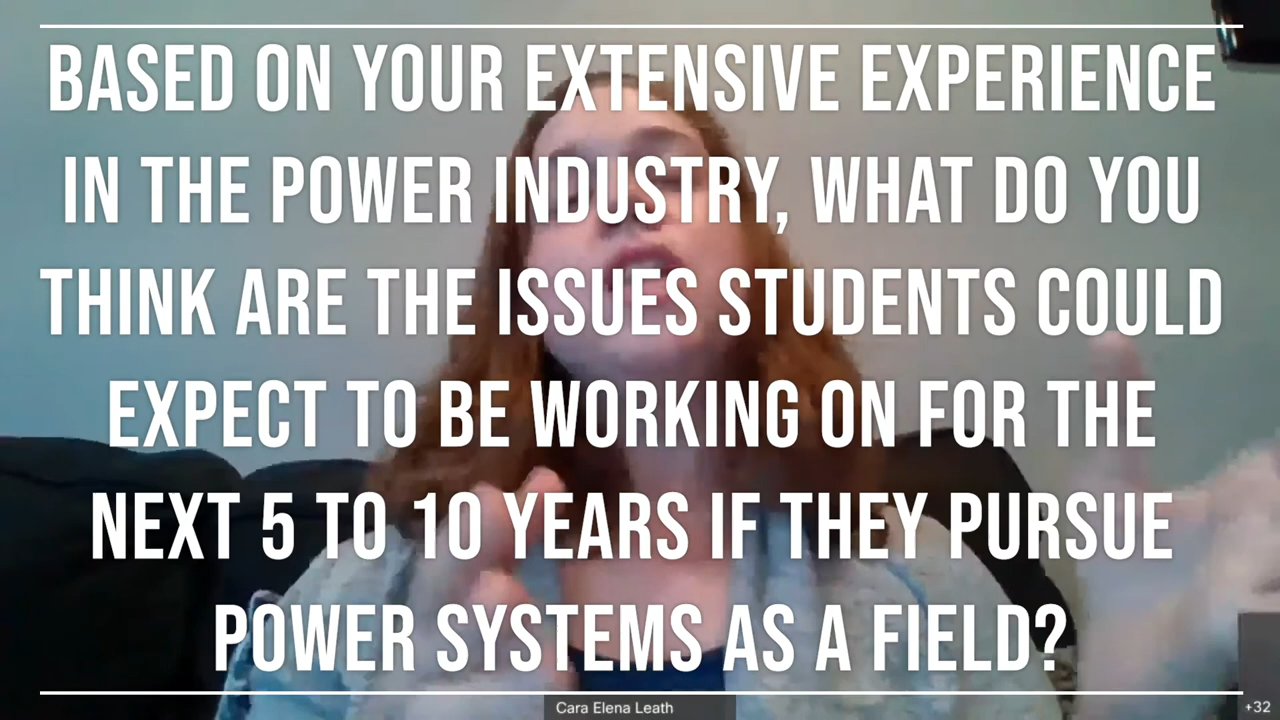 BASED ON YOUR EXTENSIVE EXPERIENCE
IN THE POWER INDUSTRY, WHAT DO YOU
THINK ARE THE ISSUES STUDENTS COULD
EXPECT TO BE WORKING ON FOR THE
NEXT 5 TO 10 YEARS IF THEY PURSUE
POWER SYSTEMS AS A FIELD?
Cara Elena Leath
+32